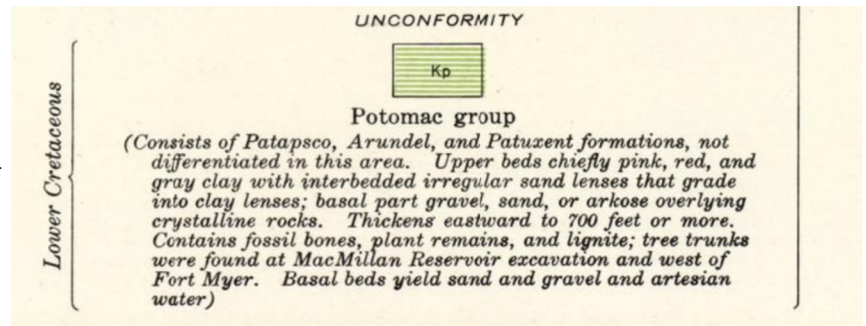 UNCONFORMITY
Kp
Potomac group
Lower Cretaceous
(Consists of Patapsco, Arundel, and Patuxent formations, not
differentiated in this area. Upper beds chiefly pink, red, and
gray clay with interbedded irregular sand lenses that grade
into clay lenses; basal part gravel, sand, or arkose overlying
crystalline rocks. Thickens eastward to 700 feet or more.
Contains fossil bones, plant remains, and lignite; tree trunks
were found at MacMillan Reservoir excavation and west of
Fort Myer. Basal beds yield sand and gravel and artesian
water)